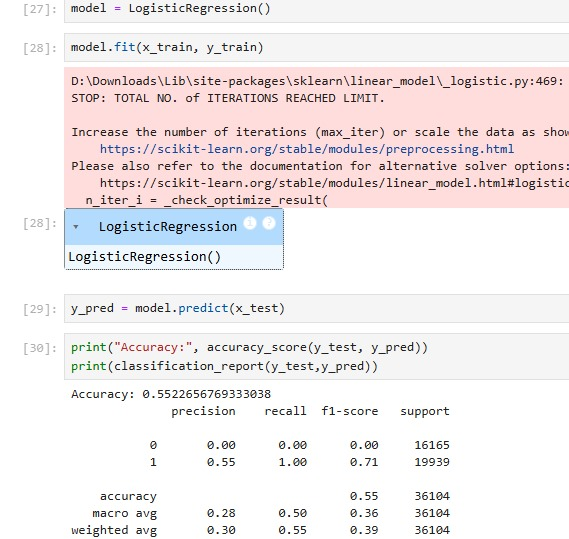 [27]: model = LogisticRegression()
[28]: model.fit(x_train, y_train)
D:\Downloads\Lib\site-packages\sklearn\linear_model\_logistic.py:469:
STOP: TOTAL NO. of ITERATIONS REACHED LIMIT.
Increase the number of iterations (max_iter) or scale the data as show
https://scikit-learn.org/stable/modules/preprocessing.html
Please also refer to the documentation for alternative solver options:
https://scikit-learn.org/stable/modules/linear_model.html#logistic
n_iter_i = _check_optimize_result(
[28]: ▾ LogisticRegression i ?
LogisticRegression()
[29]: y_pred = model.predict(x_test)
[30]: print("Accuracy:", accuracy_score(y_test, y_pred))
print(classification_report(y_test,y_pred))
Accuracy: 0.5522656769333038
precision recall f1-score support
0 0.00 0.00 0.00 16165
1 0.55 1.00 0.71 19939
accuracy 0.55 36104
macro avg 0.28 0.50 0.36 36104
weighted avg 0.30 0.55 0.39 36104